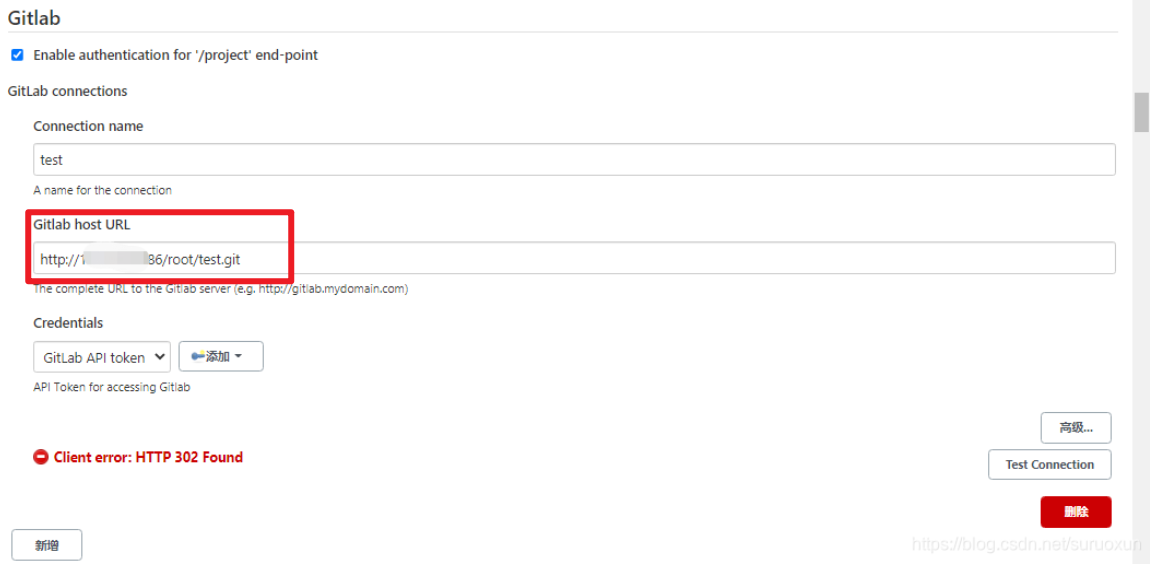 Gitlab
Enable authentication for '/project' end-point
GitLab connections
Connection name
test
A name for the connection
Gitlab host URL
http://1 86/root/test.git
The complete URL to the Gitlab server (e.g. http://gitlab.mydomain.com)
Credentials
GitLab API token 添加
API Token for accessing Gitlab
高级...
Client error: HTTP 302 Found
Test Connection
删除
新增
https://blog.csdn.net/suruoxun